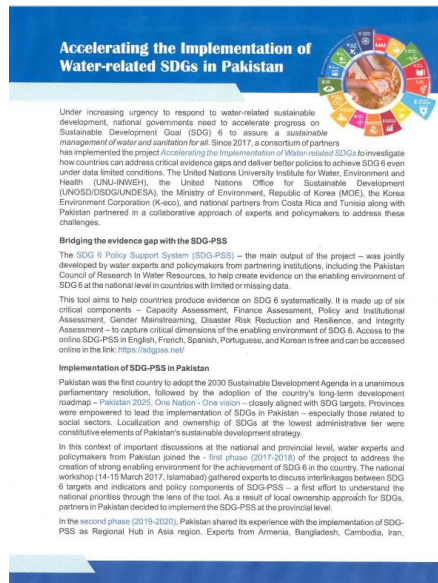 Accelerating the Implementation of
Water-related SDGs in Pakistan
Under increasing urgency to respond to water-related sustainable
development, national governments need to accelerate progress on
Sustainable Development Goal (SDG) 6 to assure a sustainable
management of water and sanitation for all. Since 2017, a consortium of partners
has implemented the project Accelerating the Implementation of Water-related SDGs to investigate
how countries can address critical evidence gaps and deliver better policies to achieve SDG 6 even
under data limited conditions. The United Nations University Institute for Water, Environment and
Health (UNU-INWEH), the United Nations Office for Sustainable Development
(UNOSD/DSDG/UNDESA), the Ministry of Environment, Republic of Korea (MOE), the Korea
Environment Corporation (K-eco), and national partners from Costa Rica and Tunisia along with
Pakistan partnered in a collaborative approach of experts and policymakers to address these
challenges.
Bridging the evidence gap with the SDG-PSS
The SDG 6 Policy Support System (SDG-PSS) – the main output of the project – was jointly
developed by water experts and policymakers from partnering institutions, including the Pakistan
Council of Research in Water Resources, to help create evidence on the enabling environment of
SDG 6 at the national level in countries with limited or missing data.
This tool aims to help countries produce evidence on SDG 6 systematically. It is made up of six
critical components – Capacity Assessment, Finance Assessment, Policy and Institutional
Assessment, Gender Mainstreaming, Disaster Risk Reduction and Resilience, and Integrity
Assessment – to capture critical dimensions of the enabling environment of SDG 6. Access to the
online SDG-PSS in English, French, Spanish, Portuguese, and Korean is free and can be accessed
online in the link: https://sdgpss.net/
Implementation of SDG-PSS in Pakistan
Pakistan was the first country to adopt the 2030 Sustainable Development Agenda in a unanimous
parliamentary resolution, followed by the adoption of the country's long-term development
roadmap – Pakistan 2025, One Nation - One vision – closely aligned with SDG targets. Provinces
were empowered to lead the implementation of SDGs in Pakistan – especially those related to
social sectors. Localization and ownership of SDGs at the lowest administrative tier were
constitutive elements of Pakistan's sustainable development strategy.
In this context of important discussions at the national and provincial level, water experts and
policymakers from Pakistan joined the - first phase (2017-2018) of the project to address the
creation of strong enabling environment for the achievement of SDG 6 in the country. The national
workshop (14-15 March 2017, Islamabad) gathered experts to discuss interlinkages between SDG
6 targets and indicators and policy components of SDG-PSS – a first effort to understand the
national priorities through the lens of the tool. As a result of local ownership approach for SDGs,
partners in Pakistan decided to implement the SDG-PSS at the provincial level.
In the second phase (2019-2020), Pakistan shared its experience with the implementation of SDG-
PSS as Regional Hub in Asia region. Experts from Armenia, Bangladesh, Cambodia, Iran,